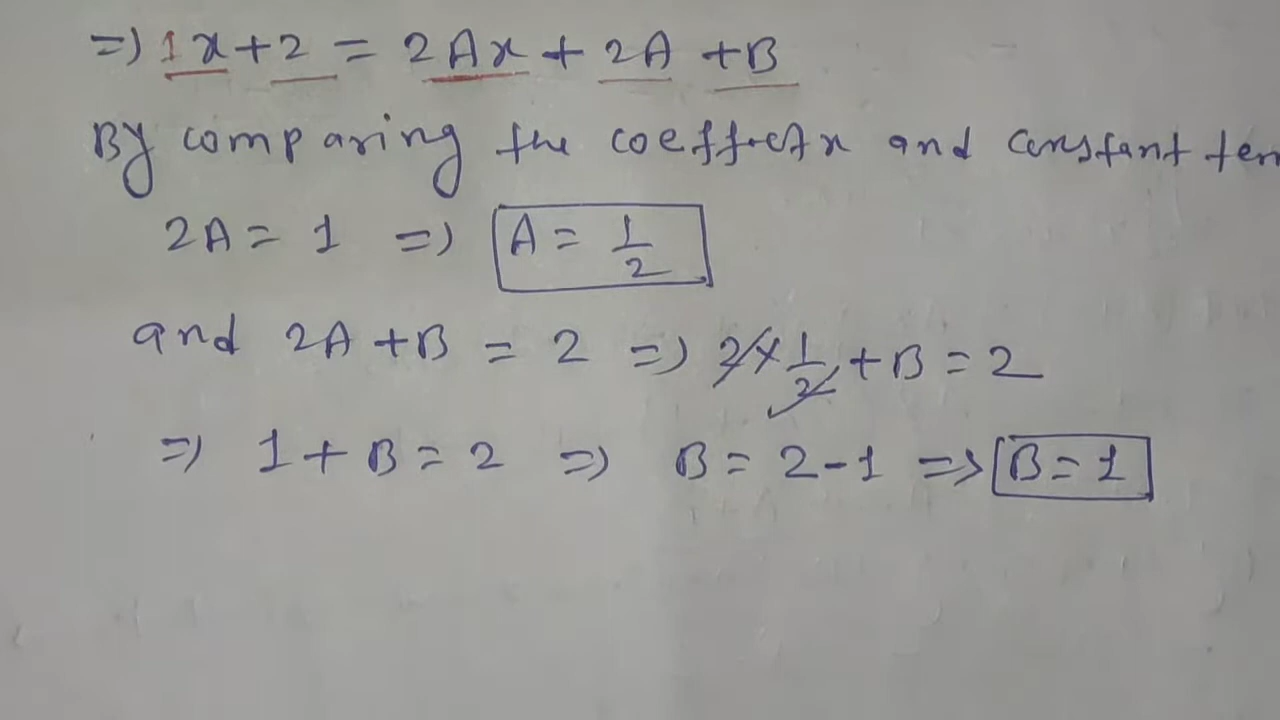 => 1x + 2 = 2Ax + 2A + B
By comparing the coeff. of x and constant
2A = 1 => A = 1/2
and 2A + B = 2 => 2 × 1/2 + B = 2
=> 1 + B = 2 => B = 2 - 1 => B = 1